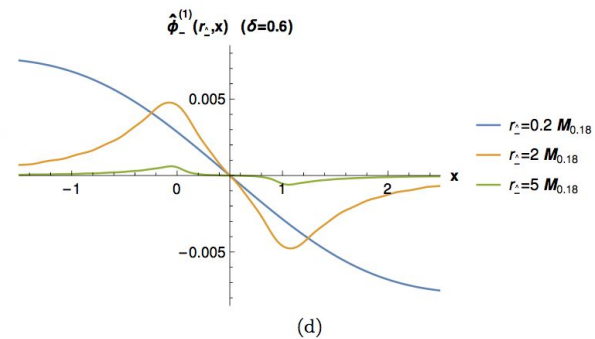 ϕ̂₋⁽¹⁾(r₋̂,x) (δ=0.6)
0.005
−0.005
−1
0
1
2
x
r₋̂=0.2 M₀.₁₈
r₋̂=2 M₀.₁₈
r₋̂=5 M₀.₁₈
(d)